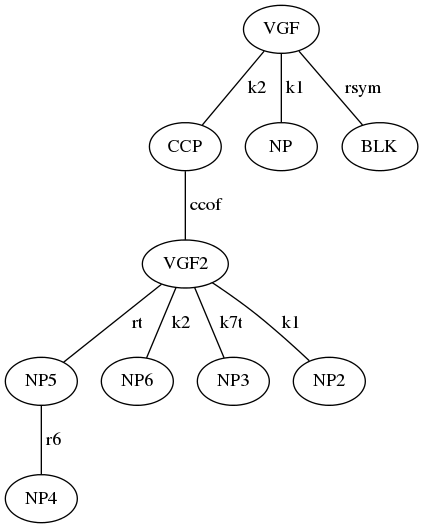 VGF
k2 k1 rsym
CCP NP BLK
ccof
VGF2
rt k2 k7t k1
NP5 NP6 NP3 NP2
r6
NP4